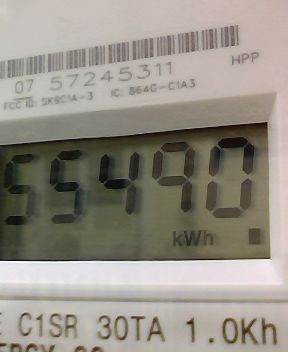 HPP
07 57245311
FCC ID: SK9C1A-3 IC: 864G-C1A3
55490
kWh
C1SR 30TA 1.0Kh